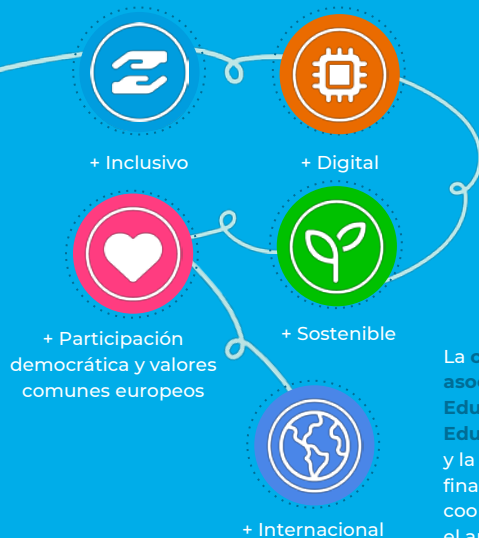 + Inclusivo
+ Digital
+ Participación
democrática y valores
comunes europeos
+ Sostenible
+ Internacional
La
y la